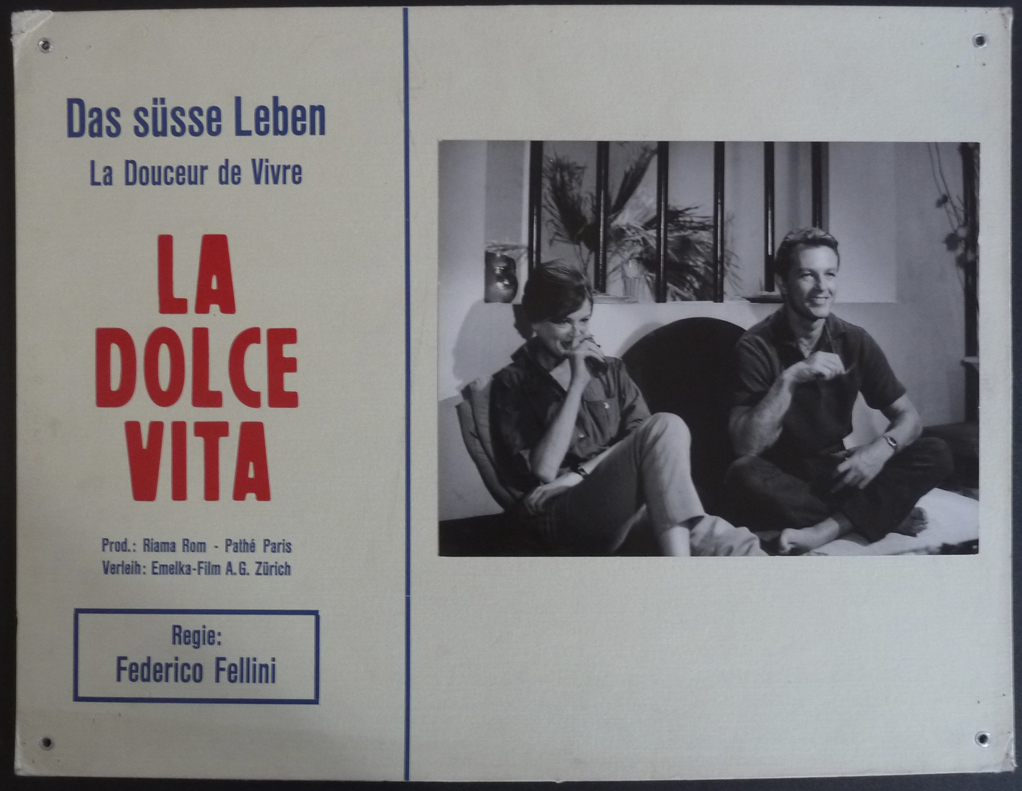 Das süsse Leben
La Douceur de Vivre
LA
DOLCE
VITA
Prod.: Riama Rom - Pathé Paris
Verleih: Emelka-Film A.G. Zürich
Regie:
Federico Fellini